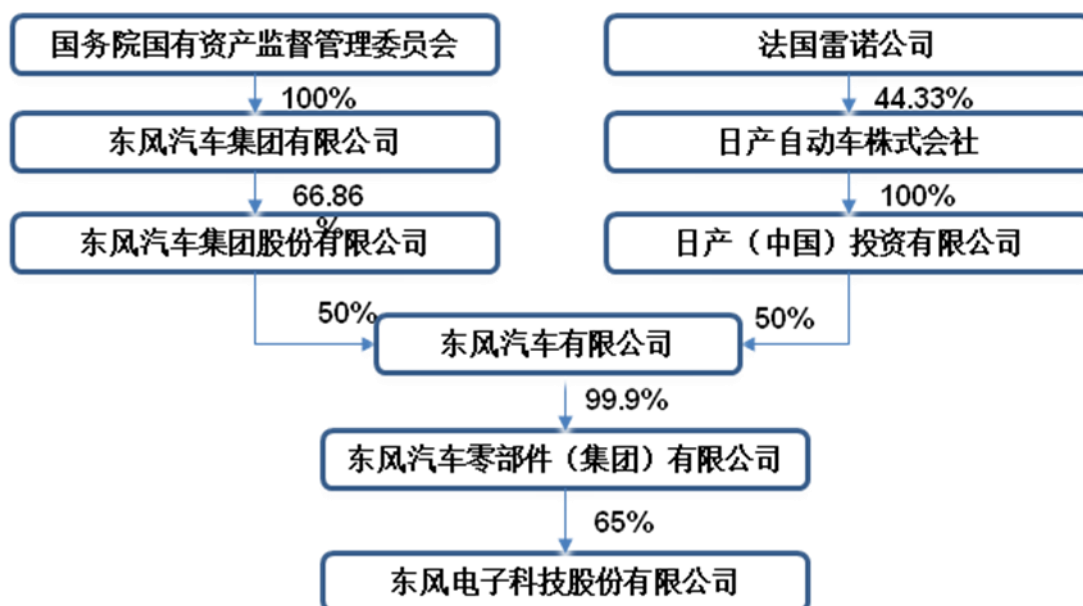 国务院国有资产监督管理委员会
法国雷诺公司
100%
44.33%
东风汽车集团有限公司
日产自动车株式会社
66.86
%
100%
东风汽车集团股份有限公司
日产（中国）投资有限公司
50%
50%
东风汽车有限公司
99.9%
东风汽车零部件（集团）有限公司
65%
东风电子科技股份有限公司